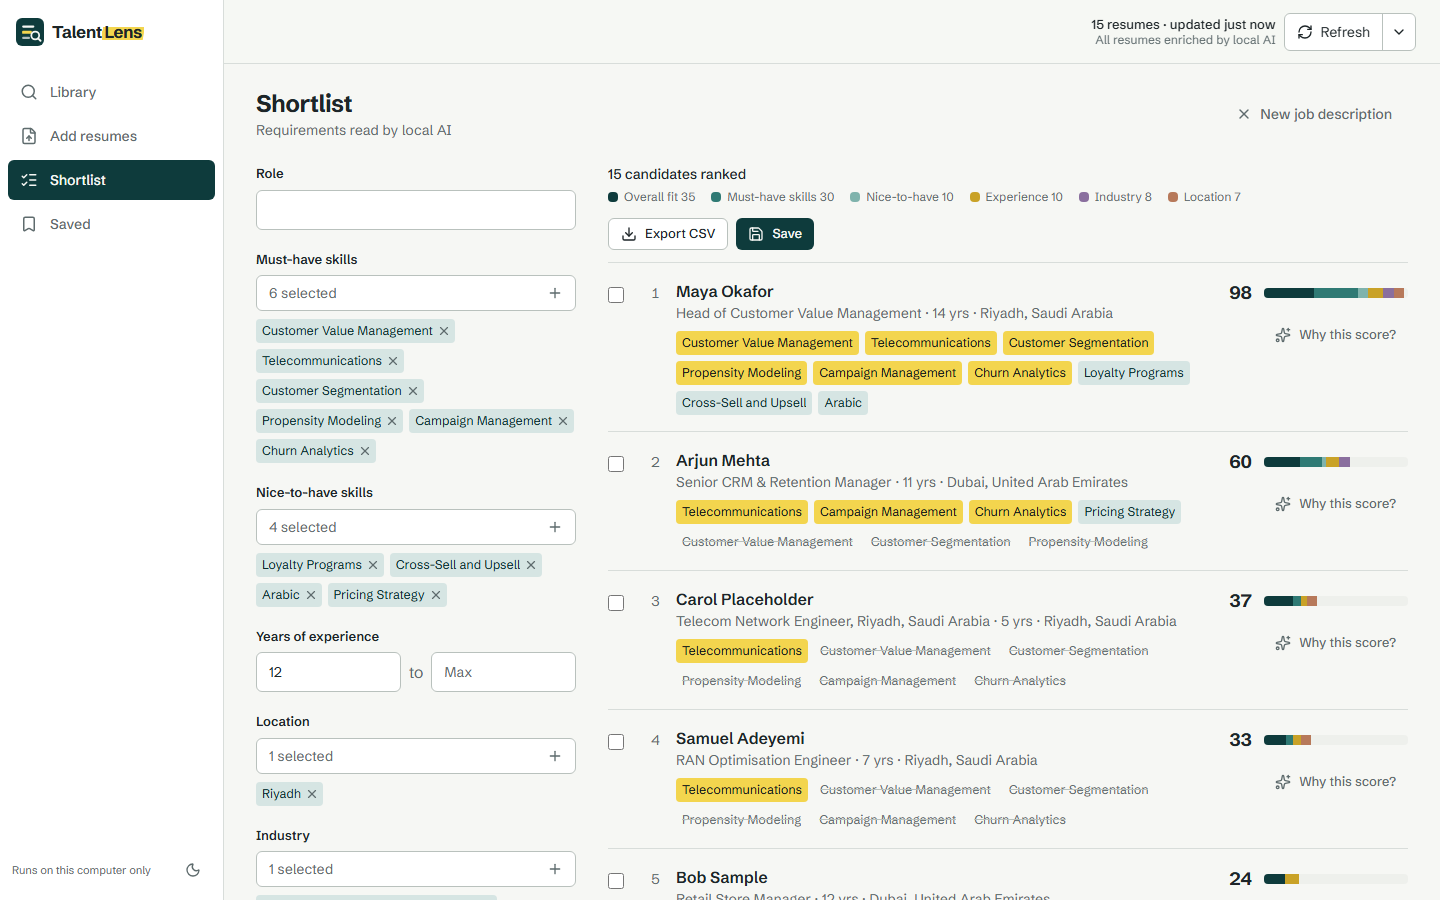 TalentLens
15 resumes · updated just now
All resumes enriched by local AI
Refresh
Library
Add resumes
Shortlist
Saved
Runs on this computer only
Shortlist
Requirements read by local AI
New job description
Role
Must-have skills
6 selected
Customer Value Management
Telecommunications
Customer Segmentation
Propensity Modeling Campaign Management
Churn Analytics
Nice-to-have skills
4 selected
Loyalty Programs Cross-Sell and Upsell
Arabic Pricing Strategy
Years of experience
12 to Max
Location
1 selected
Riyadh
Industry
1 selected
15 candidates ranked
Overall fit 35 Must-have skills 30 Nice-to-have 10 Experience 10 Industry 8 Location 7
Export CSV Save
1 Maya Okafor 98
Head of Customer Value Management · 14 yrs · Riyadh, Saudi Arabia
Why this score?
Customer Value Management Telecommunications Customer Segmentation
Propensity Modeling Campaign Management Churn Analytics Loyalty Programs
Cross-Sell and Upsell Arabic
2 Arjun Mehta 60
Senior CRM & Retention Manager · 11 yrs · Dubai, United Arab Emirates
Why this score?
Telecommunications Campaign Management Churn Analytics Pricing Strategy
Customer Value Management Customer Segmentation Propensity Modeling
3 Carol Placeholder 37
Telecom Network Engineer, Riyadh, Saudi Arabia · 5 yrs · Riyadh, Saudi Arabia
Why this score?
Telecommunications Customer Value Management Customer Segmentation
Propensity Modeling Campaign Management Churn Analytics
4 Samuel Adeyemi 33
RAN Optimisation Engineer · 7 yrs · Riyadh, Saudi Arabia
Why this score?
Telecommunications Customer Value Management Customer Segmentation
Propensity Modeling Campaign Management Churn Analytics
5 Bob Sample 24
Retail Store Manager · 12 yrs · Dubai, United Arab Emirates